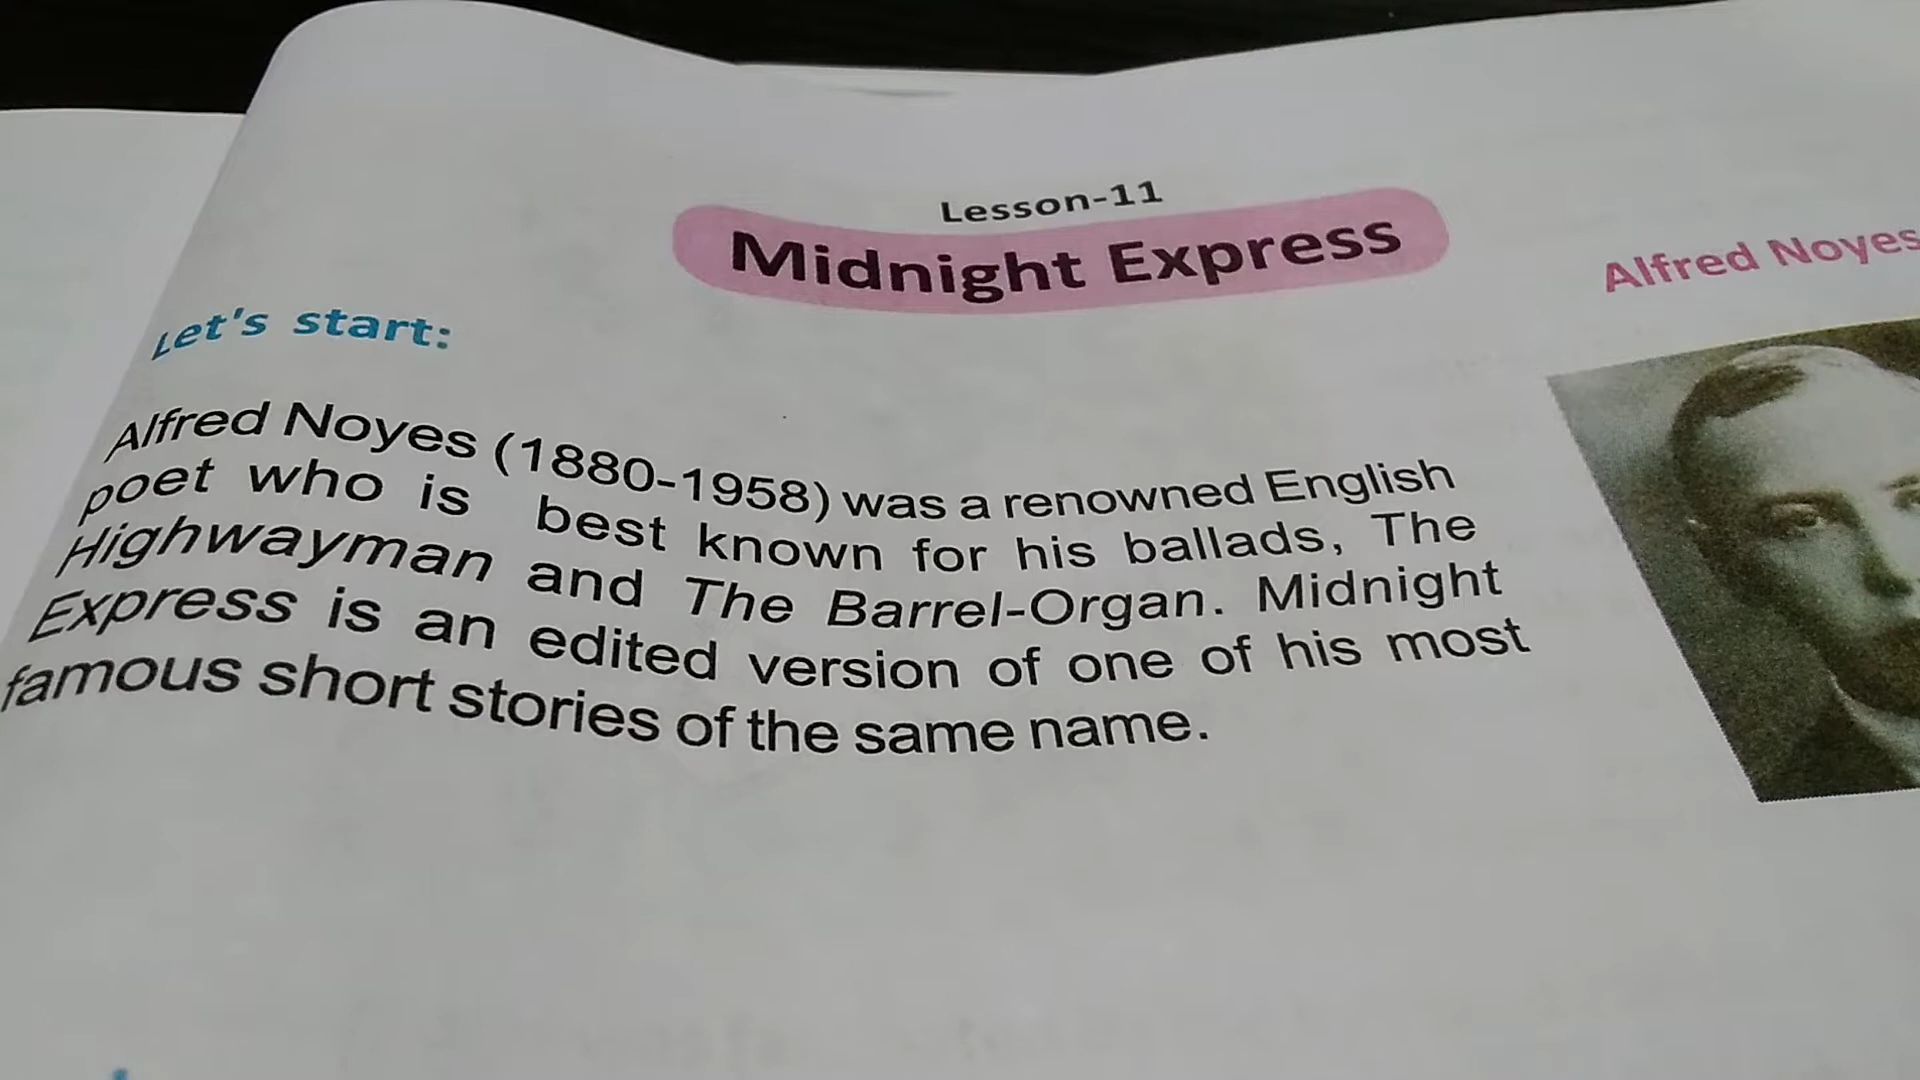 Lesson-11
Midnight Express
Alfred Noyes
Let's start:
Alfred Noyes (1880-1958) was a renowned English
poet who is best known for his ballads, The
Highwayman and The Barrel-Organ. Midnight
Express is an edited version of one of his most
famous short stories of the same name.